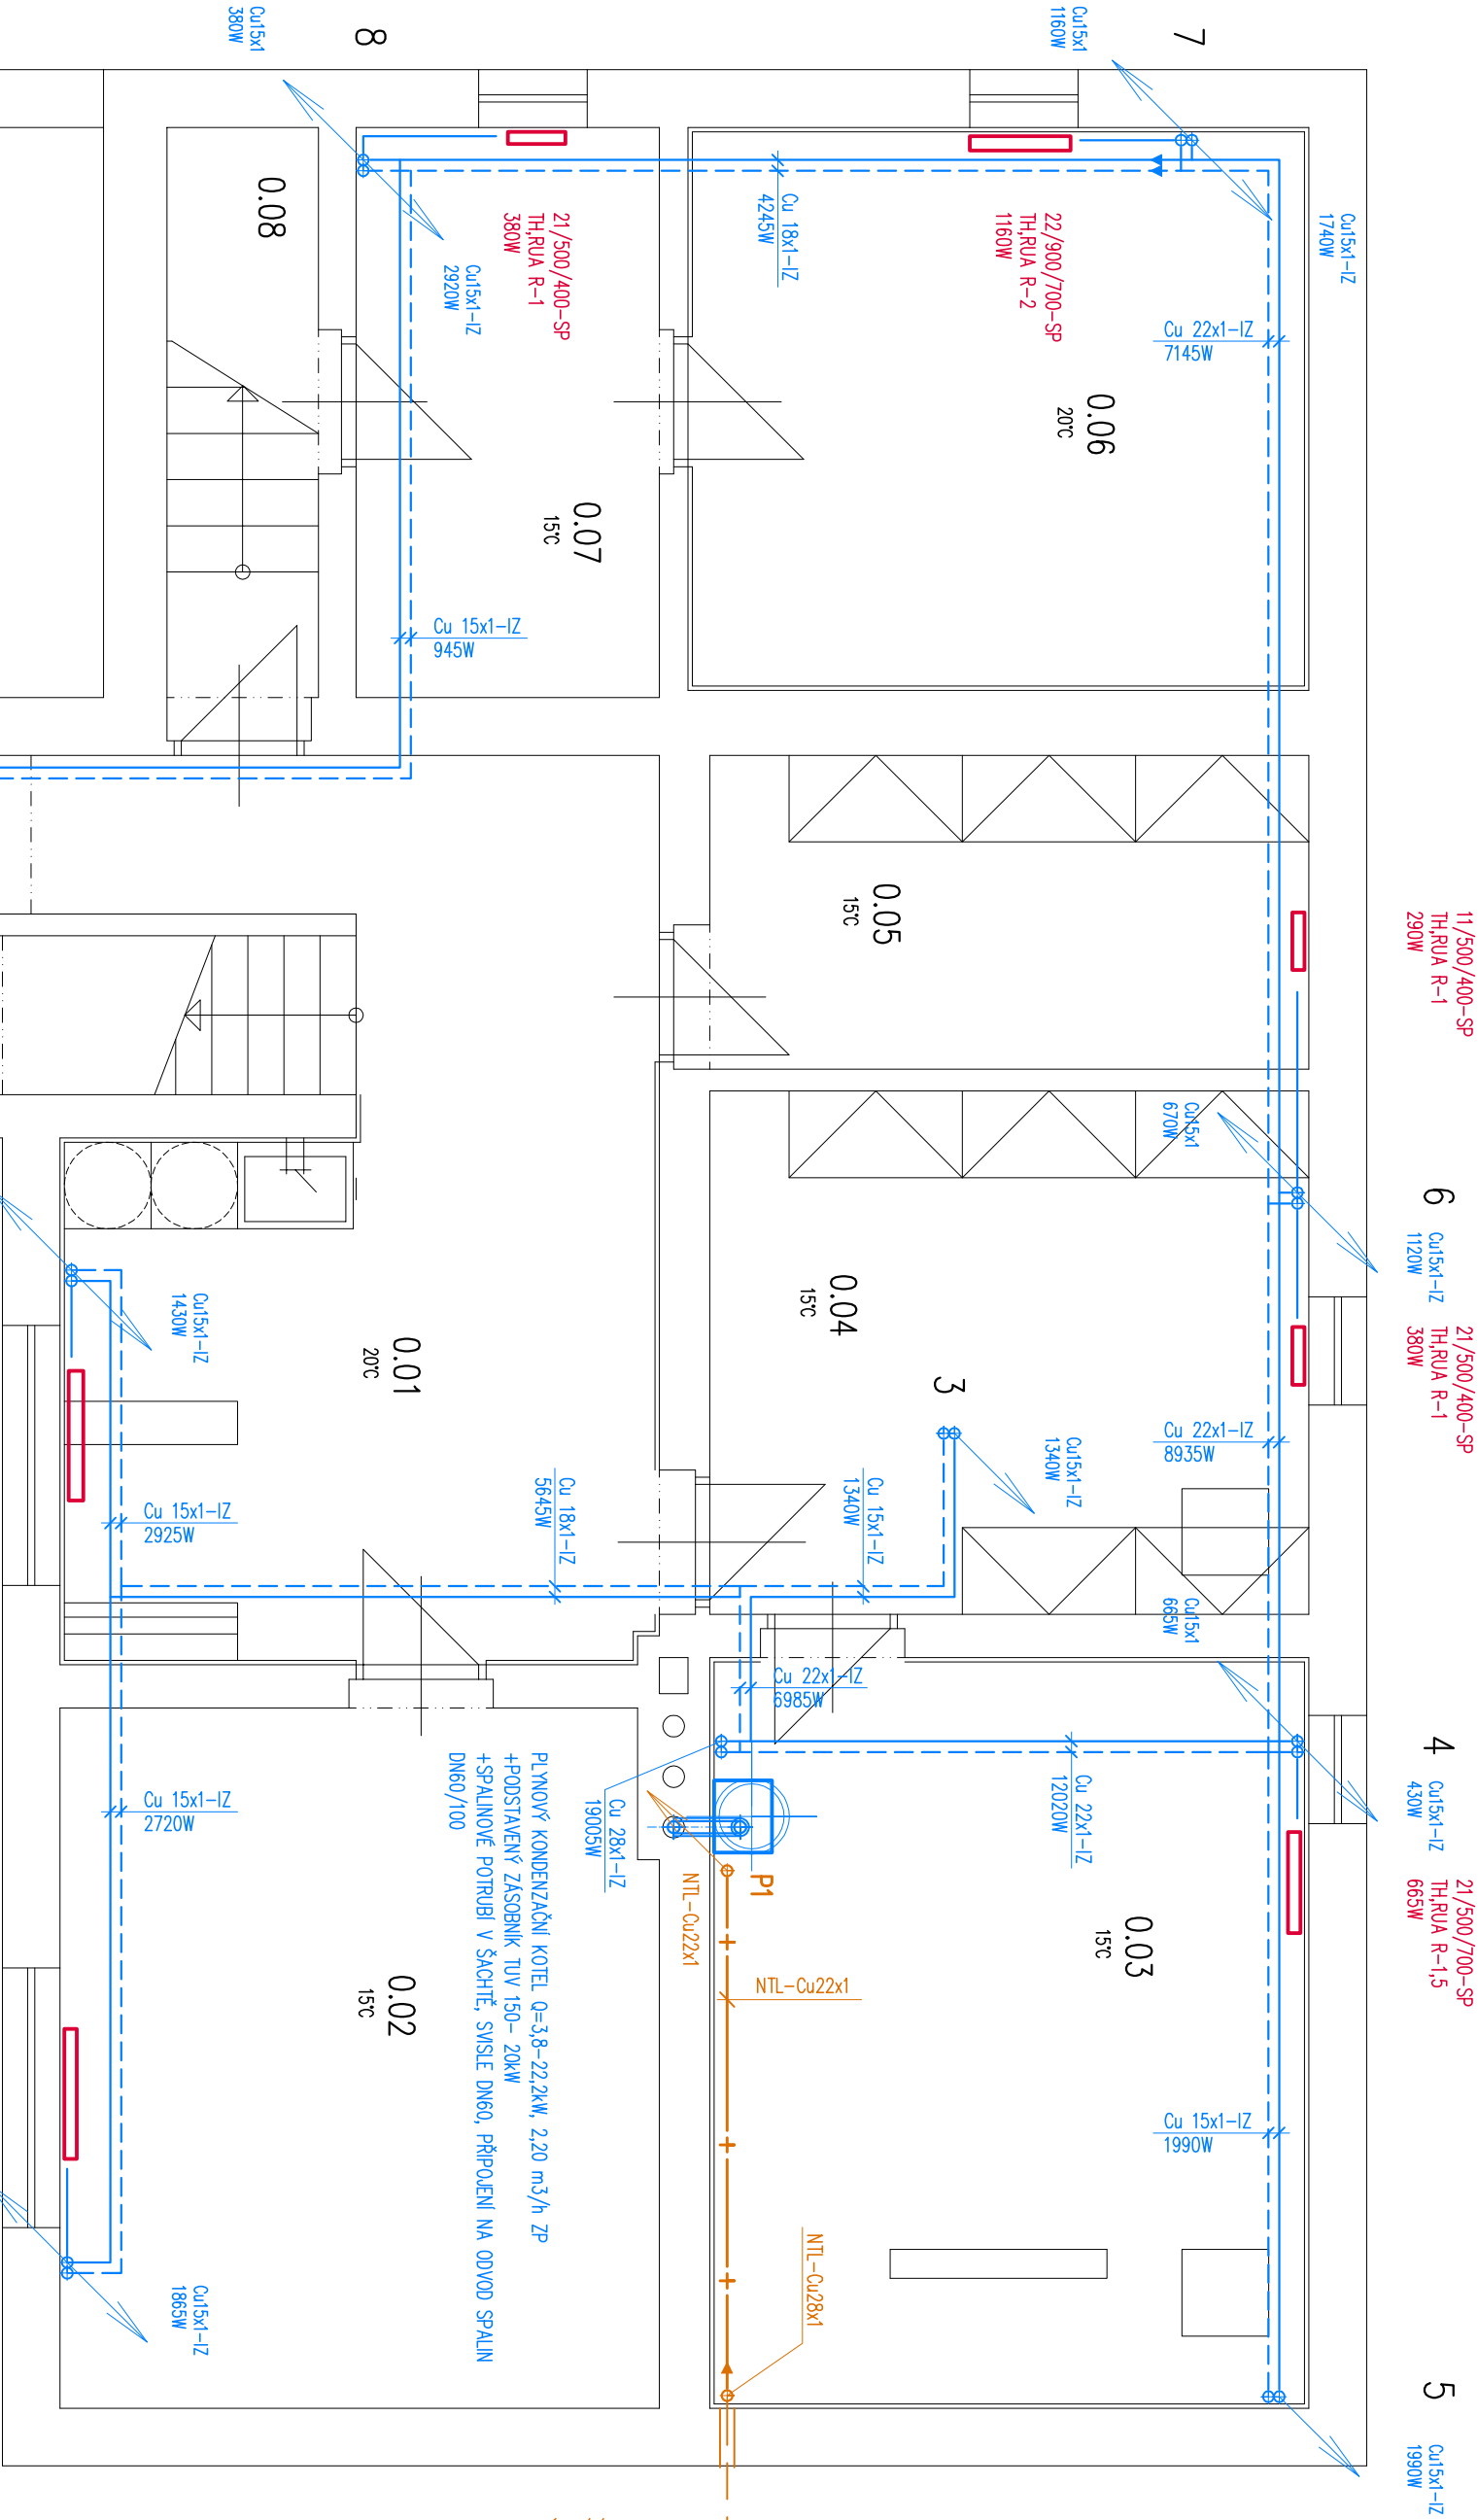 Cu15x1
380W
8
Cu15x1
1160W
7
Cu15x1-IZ
1740W
0.08
21/500/400-SP
TH,RUA R-1
380W
Cu15x1-IZ
2920W
Cu 18x1-IZ
4245W
22/900/700-SP
TH,RUA R-2
1160W
Cu 22x1-IZ
7145W
0.06
20°C
0.07
15°C
Cu 15x1-IZ
945W
0.05
15°C
11/500/400-SP
TH,RUA R-1
290W
Cu15x1
670W
6
Cu15x1-IZ
1120W
21/500/400-SP
TH,RUA R-1
380W
0.04
15°C
3
Cu15x1-IZ
1340W
Cu 22x1-IZ
8935W
Cu15x1-IZ
1430W
0.01
20°C
Cu 15x1-IZ
2925W
Cu 18x1-IZ
5645W
Cu 15x1-IZ
1340W
Cu15x1
665W
Cu 22x1-IZ
6985W
4
Cu15x1-IZ
430W
21/500/700-SP
TH,RUA R-1,5
665W
Cu 22x1-IZ
12020W
Cu 28x1-IZ
19005W
P1
NTL-Cu22x1
NTL-Cu22x1
PLYNOVÝ KONDENZAČNÍ KOTEL Q=3,8-22,2kW, 2,20 m3/h ZP
+PODSTAVENÝ ZÁSOBNÍK TUV 150- 20kW
+SPALINOVÉ POTRUBÍ V ŠACHTĚ, SVISLE DN60, PŘIPOJENÍ NA ODVOD SPALIN
DN60/100
Cu 15x1-IZ
2720W
0.02
15°C
0.03
15°C
Cu 15x1-IZ
1990W
NTL-Cu28x1
Cu15x1-IZ
1865W
5
Cu15x1-IZ
1990W